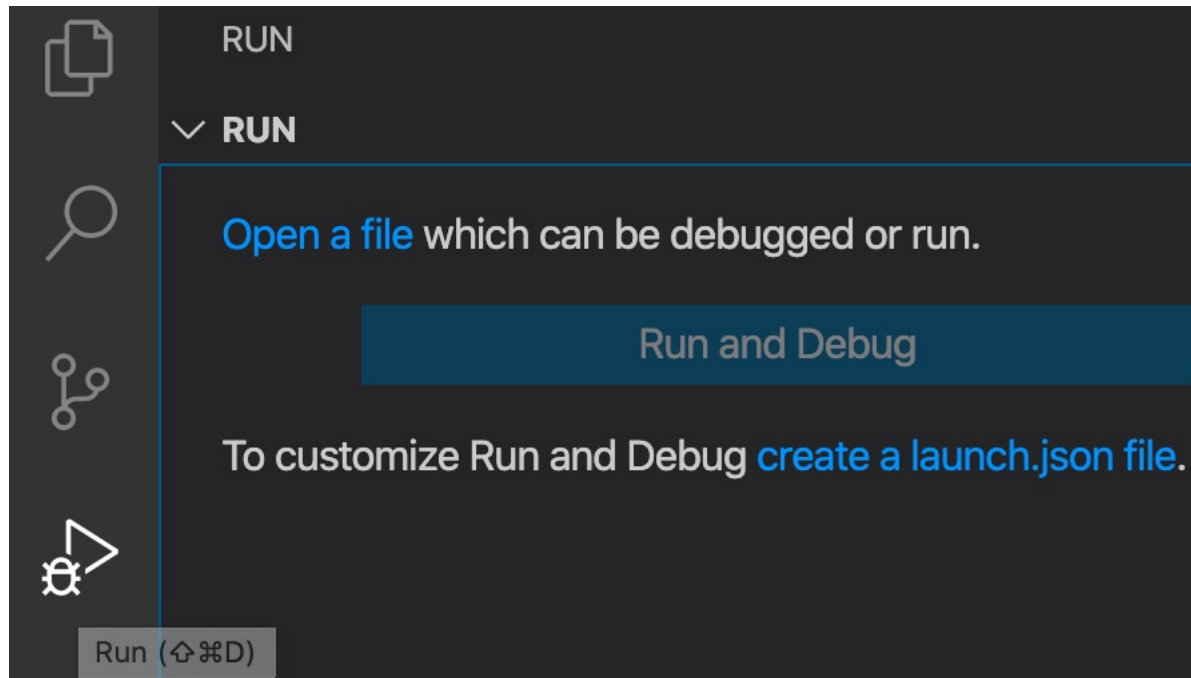 RUN
RUN
Open a file which can be debugged or run.
Run and Debug
To customize Run and Debug create a launch.json file.
Run (⇧⌘D)